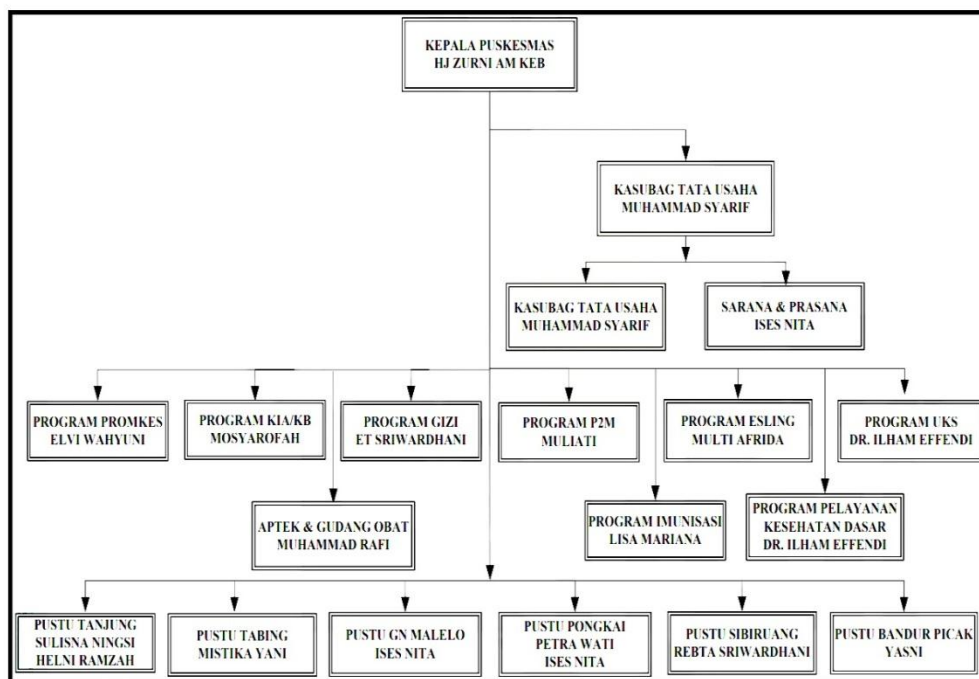 KEPALA PUSKESMAS
HJ ZURNI AM KEB
KASUBAG TATA USAHA
MUHAMMAD SYARIF
KASUBAG TATA USAHA
MUHAMMAD SYARIF
SARANA & PRASANA
ISES NITA
PROGRAM PROMKES
ELVI WAHYUNI
PROGRAM KIA/KB
MOSYAROFAH
PROGRAM GIZI
ET SRIWARDHANI
PROGRAM P2M
MULIATI
PROGRAM ESLING
MULTI AFRIDA
PROGRAM UKS
DR. ILHAM EFFENDI
APTEK & GUDANG OBAT
MUHAMMAD RAFI
PROGRAM IMUNISASI
LISA MARIANA
PROGRAM PELAYANAN
KESEHATAN DASAR
DR. ILHAM EFFENDI
PUSTU TANJUNG
SULISNA NINGSI
HELNI RAMZAH
PUSTU TABING
MISTIKA YANI
PUSTU GN MALELO
ISES NITA
PUSTU PONGKAI
PETRA WATI
ISES NITA
PUSTU SIBIRUANG
REBTA SRIWARDHANI
PUSTU BANDUR PICAK
YASNI